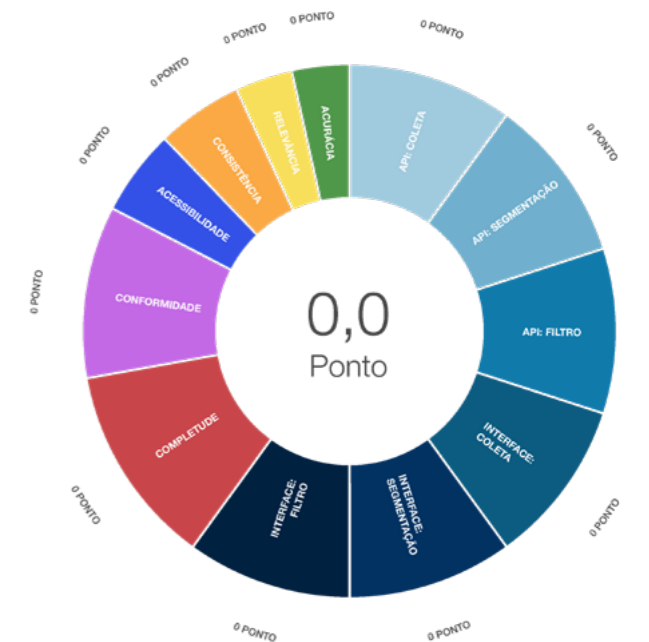 0 PONTO
API: COLETA
0 PONTO
API: SEGMENTAÇÃO
API: FILTRO
0 PONTO
INTERFACE:
COLETA
0 PONTO
INTERFACE:
SEGMENTAÇÃO
0 PONTO
INTERFACE:
FILTRO
0 PONTO
COMPLETUDE
0 PONTO
CONFORMIDADE
0 PONTO
ACESSIBILIDADE
0 PONTO
CONSISTÊNCIA
0 PONTO
RELEVÂNCIA
0 PONTO
ACURÁCIA
0,0
Ponto